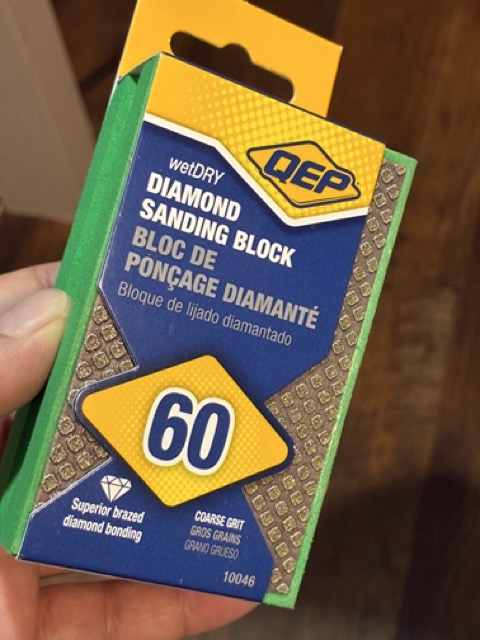 QEP
wetDRY
DIAMOND
SANDING BLOCK
BLOC DE
PONÇAGE DIAMANTÉ
Bloque de lijado diamantado
60
Superior brazed
diamond bonding
COARSE GRIT
GROS GRAINS
GRANO GRUESO
10046